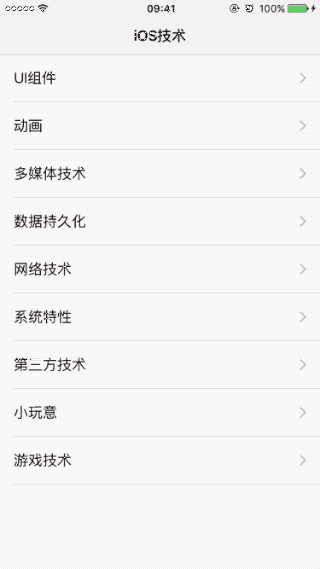 09:41
100%
iOS技术
UI组件
动画
多媒体技术
数据持久化
网络技术
系统特性
第三方技术
小玩意
游戏技术